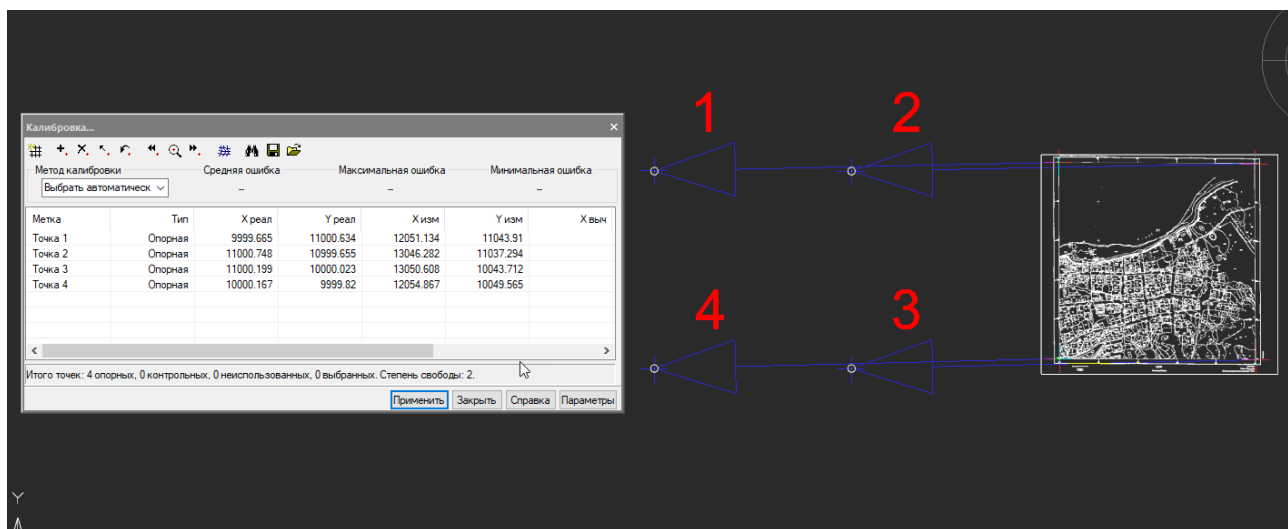 1 2
Калибровка...
Метод калибровки Средняя ошибка Максимальная ошибка Минимальная ошибка
Выбрать автоматическ -- -- --
Метка Тип X реал Y реал X изм Y изм X выч
Точка 1 Опорная 9999.665 11000.634 12051.134 11043.91
Точка 2 Опорная 11000.748 10999.655 13046.282 11037.294
Точка 3 Опорная 11000.199 10000.023 13050.608 10043.712
Точка 4 Опорная 10000.167 9999.82 12054.867 10049.565
4 3
Итого точек: 4 опорных, 0 контрольных, 0 неиспользованных, 0 выбранных. Степень свободы: 2.
Применить Закрыть Справка Параметры
Y